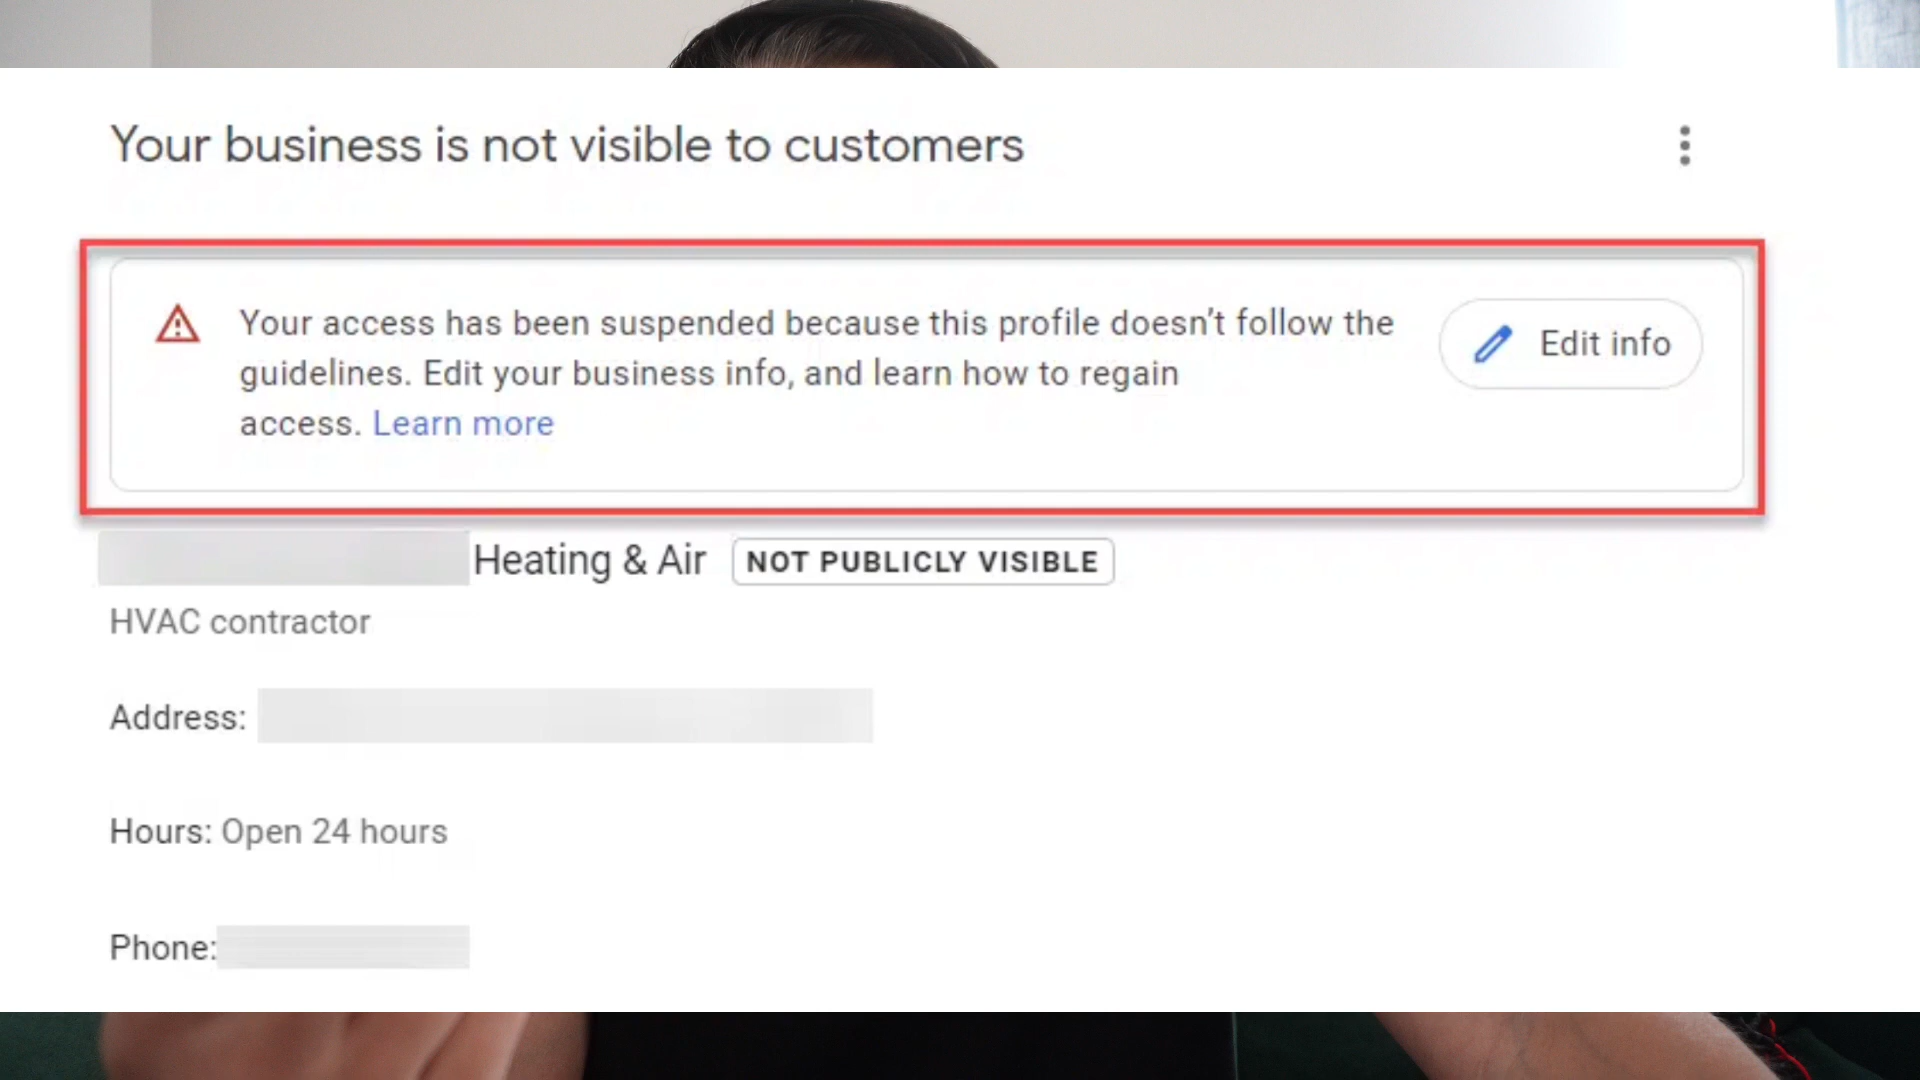 Your business is not visible to customers
Your access has been suspended because this profile doesn't follow the
guidelines. Edit your business info, and learn how to regain
access. Learn more
Edit info
Heating & Air NOT PUBLICLY VISIBLE
HVAC contractor
Address:
Hours: Open 24 hours
Phone: